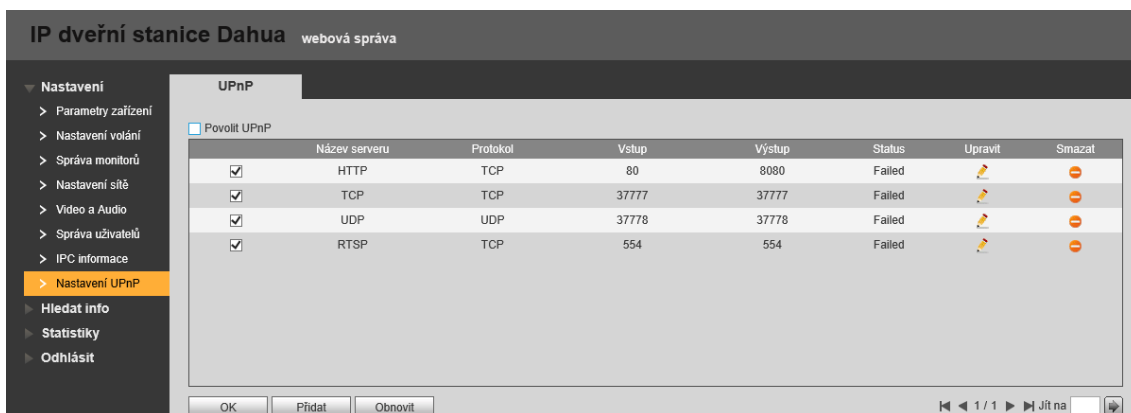 IP dveřní stanice Dahua webová správa
Nastavení
Parametry zařízení
Nastavení volání
Správa monitorů
Nastavení sítě
Video a Audio
Správa uživatelů
IPC informace
Nastavení UPnP
Hledat info
Statistiky
Odhlásit
UPnP
Povolit UPnP
Název serveru Protokol Vstup Výstup Status Upravit Smazat
HTTP TCP 80 8080 Failed
TCP TCP 37777 37777 Failed
UDP UDP 37778 37778 Failed
RTSP TCP 554 554 Failed
OK Přidat Obnovit 1 / 1 Jít na